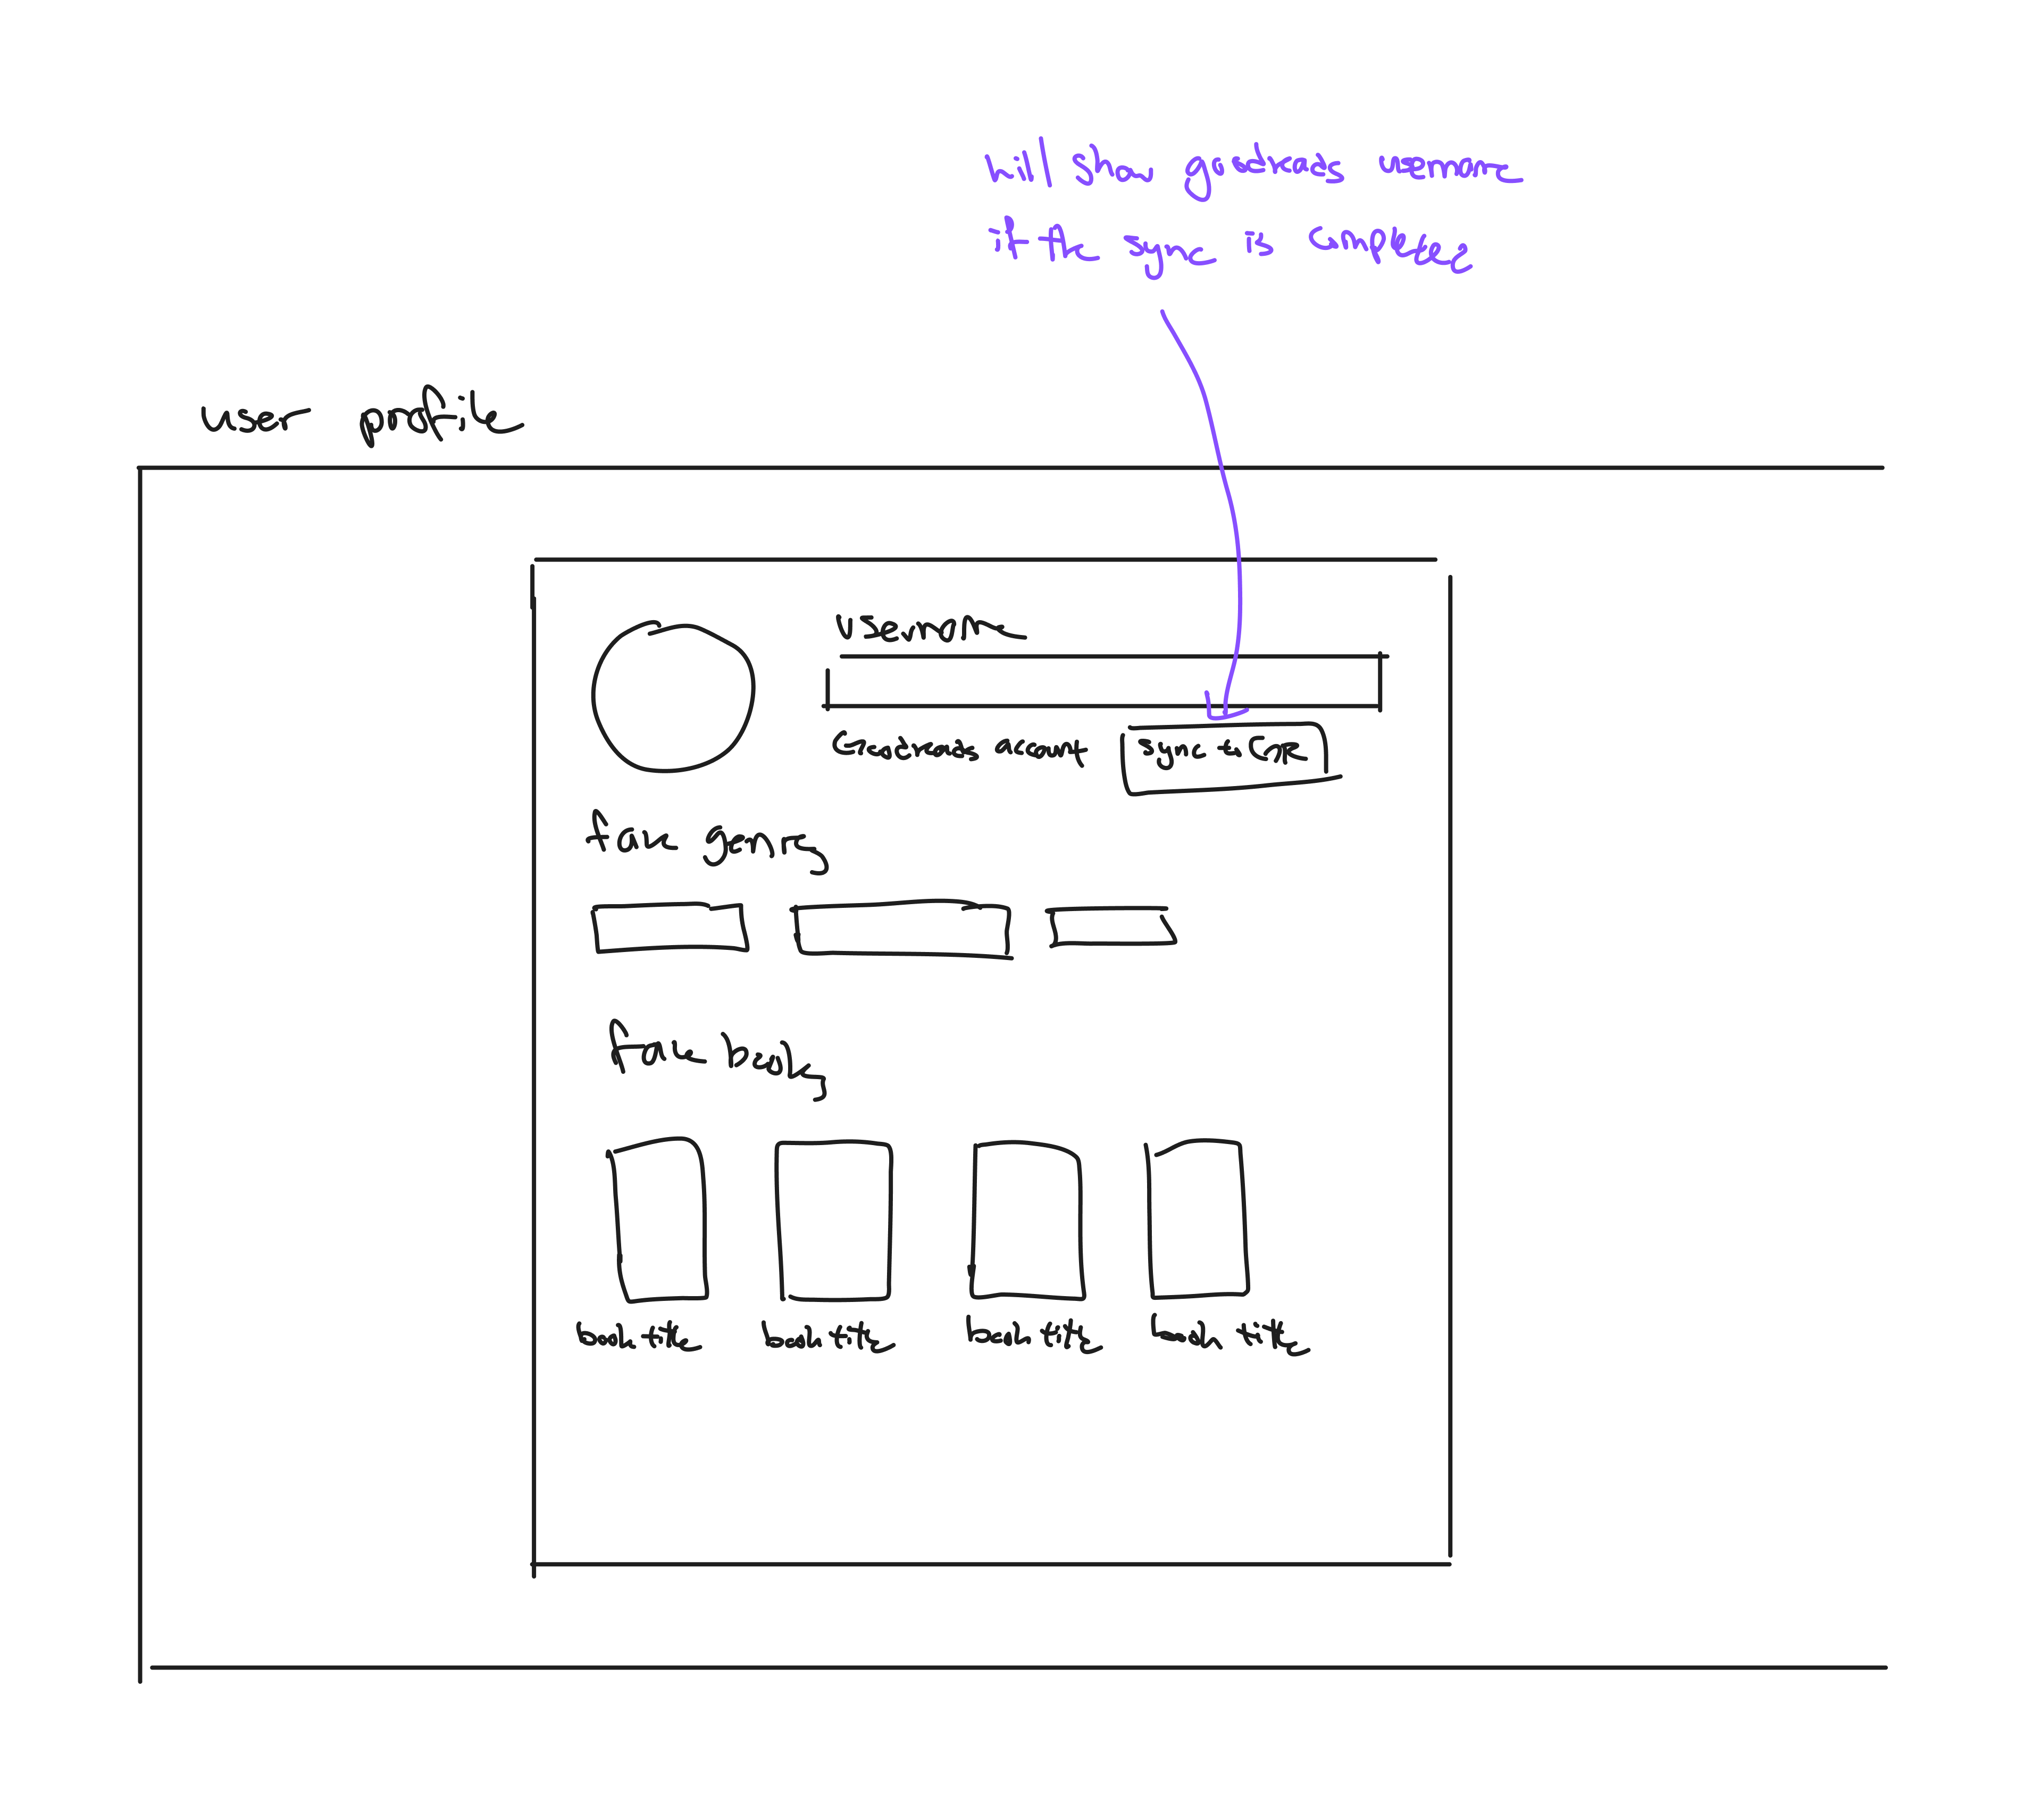 will show goodreads username
if the sync is complete
user profile
username
Goodreads account
sync to GR
fave genres
fave books
book title
book title
book title
book title